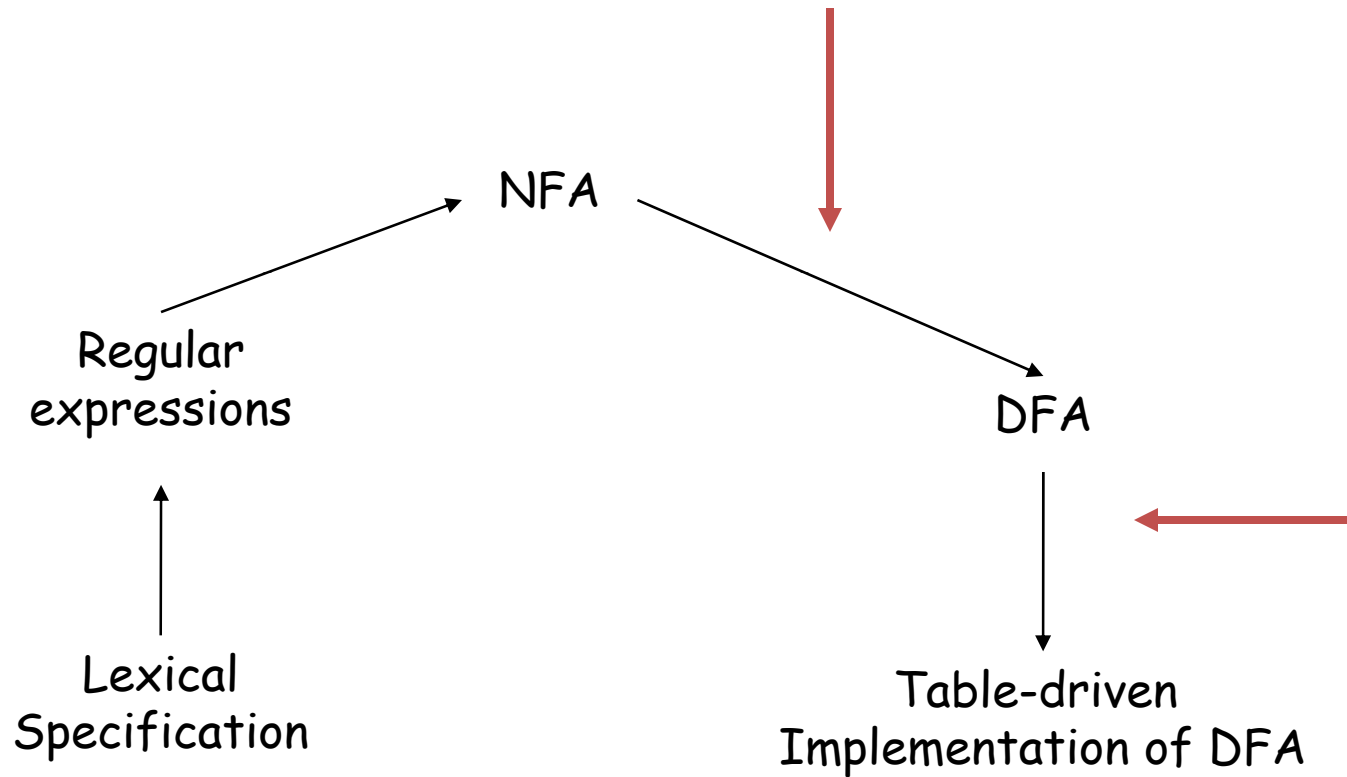 NFA
Regular
expressions
DFA
Lexical
Specification
Table-driven
Implementation of DFA